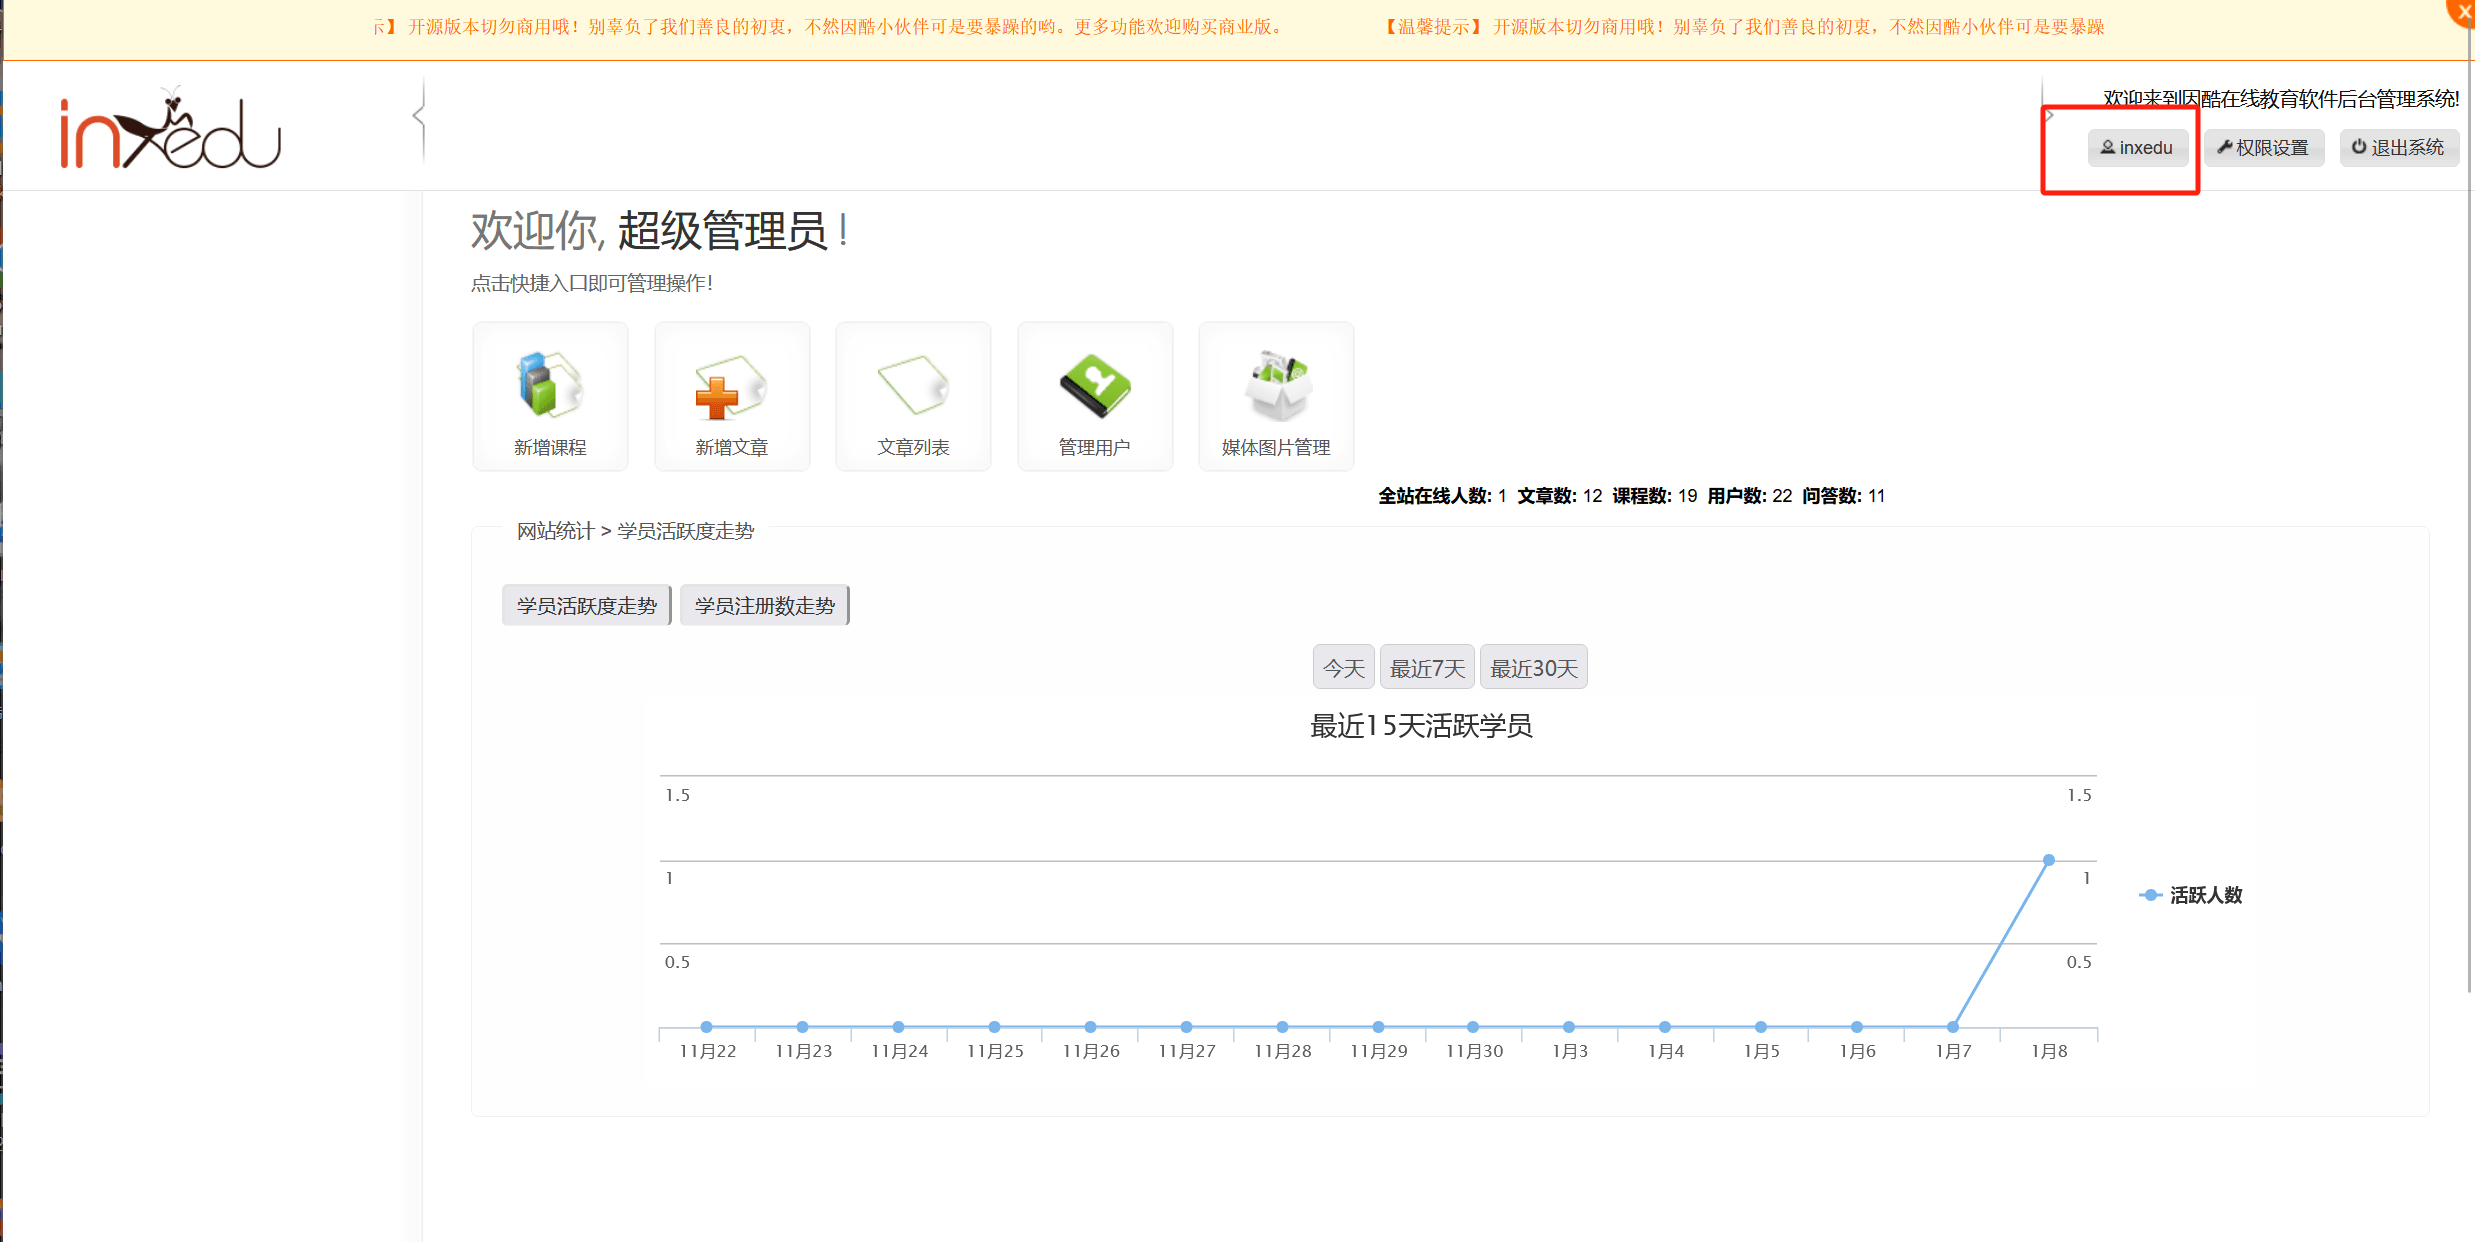 示】 开源版本切勿商用哦！别辜负了我们善良的初衷，不然因酷小伙伴可是要暴躁的哟。更多功能欢迎购买商业版。 【温馨提示】 开源版本切勿商用哦！别辜负了我们善良的初衷，不然因酷小伙伴可是要暴躁
X
inxedu
欢迎来到因酷在线教育软件后台管理系统!
inxedu 权限设置 退出系统
欢迎你, 超级管理员 !
点击快捷入口即可管理操作!
新增课程 新增文章 文章列表 管理用户 媒体图片管理
全站在线人数: 1 文章数: 12 课程数: 19 用户数: 22 问答数: 11
网站统计 > 学员活跃度走势
学员活跃度走势 学员注册数走势
今天 最近7天 最近30天
最近15天活跃学员
1.5 1.5
1 1
活跃人数
0.5 0.5
11月22 11月23 11月24 11月25 11月26 11月27 11月28 11月29 11月30 1月3 1月4 1月5 1月6 1月7 1月8